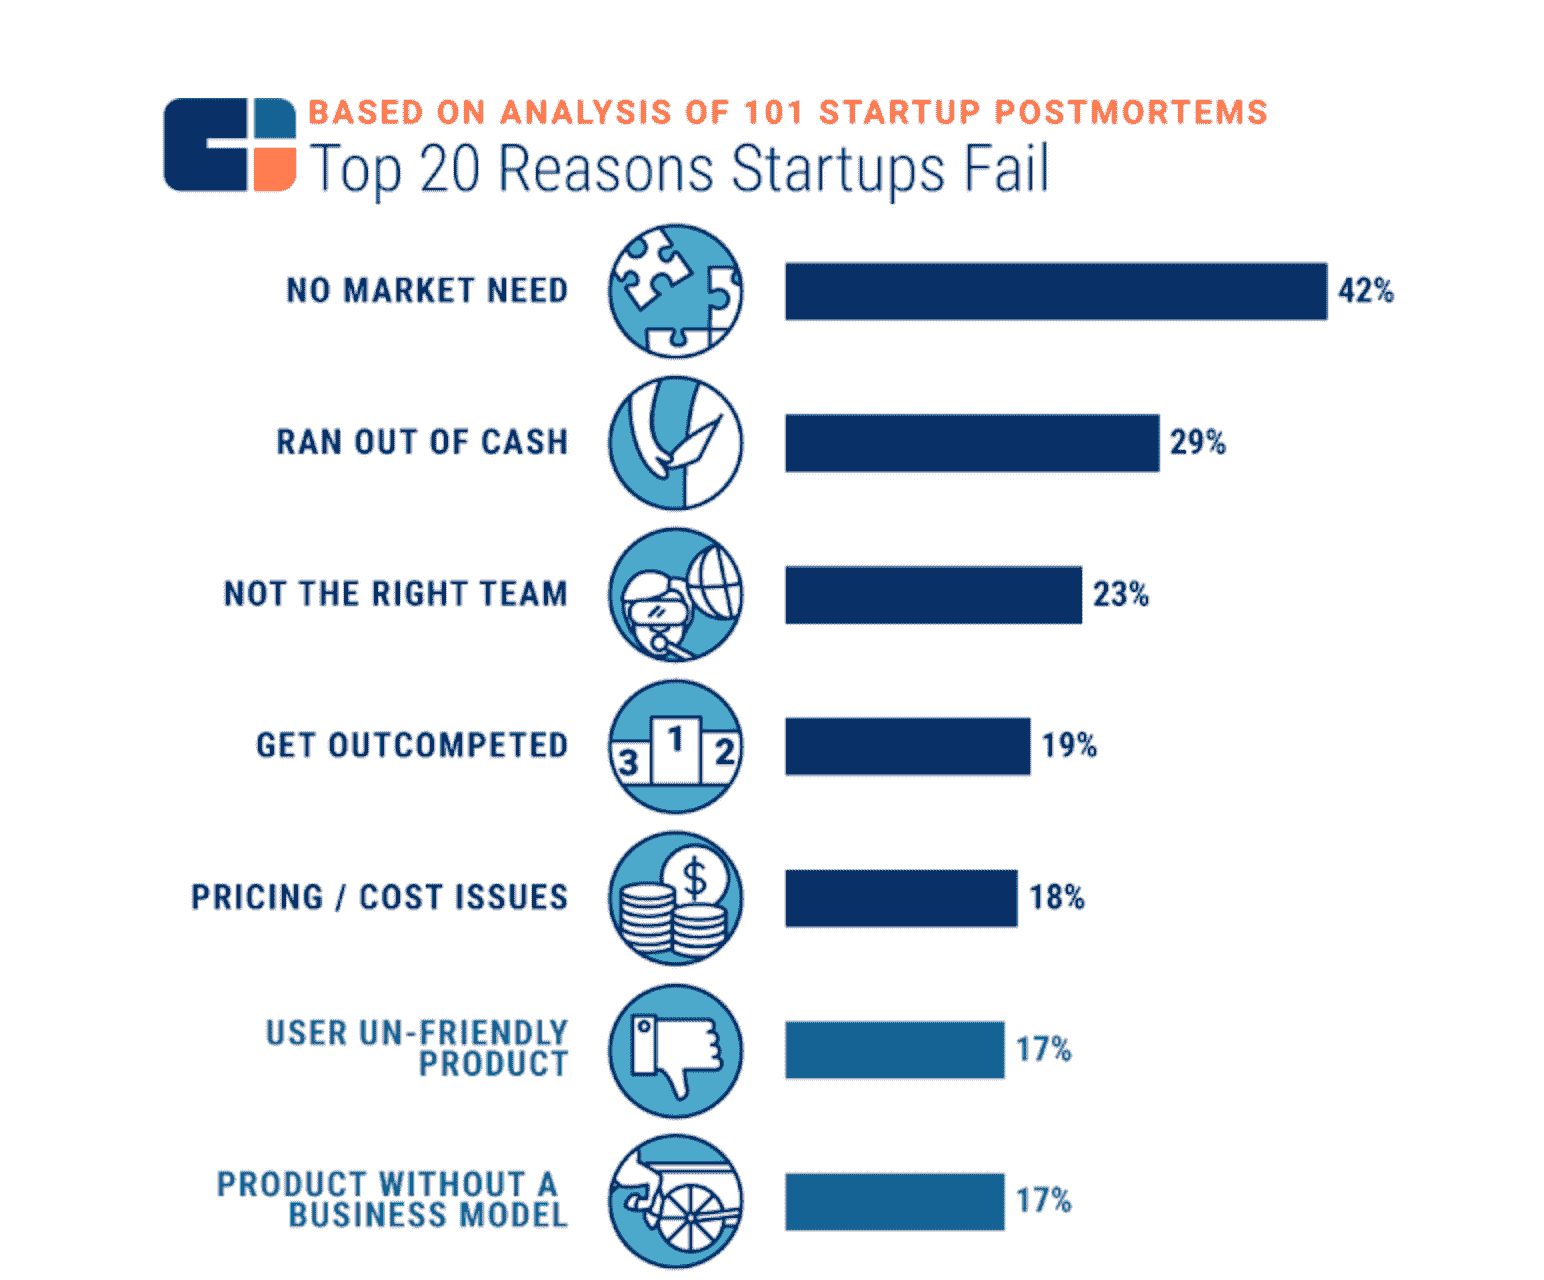 BASED ON ANALYSIS OF 101 STARTUP POSTMORTEMS
Top 20 Reasons Startups Fail
NO MARKET NEED
42%
RAN OUT OF CASH
29%
NOT THE RIGHT TEAM
23%
GET OUTCOMPETED
3 1 2
19%
PRICING / COST ISSUES
$
18%
USER UN-FRIENDLY
PRODUCT
17%
PRODUCT WITHOUT A
BUSINESS MODEL
17%